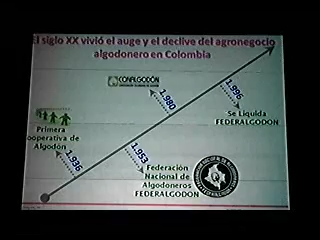 El siglo XX vivió el auge y el declive del agronegocio
algodonero en Colombia
CONALGODÓN
1.996
1.980
Se Liquida
FEDERALGODON
Primera
Cooperativa de
Algodón
1.936
1.953
Federación
Nacional de
Algodoneros
FEDERALGODON